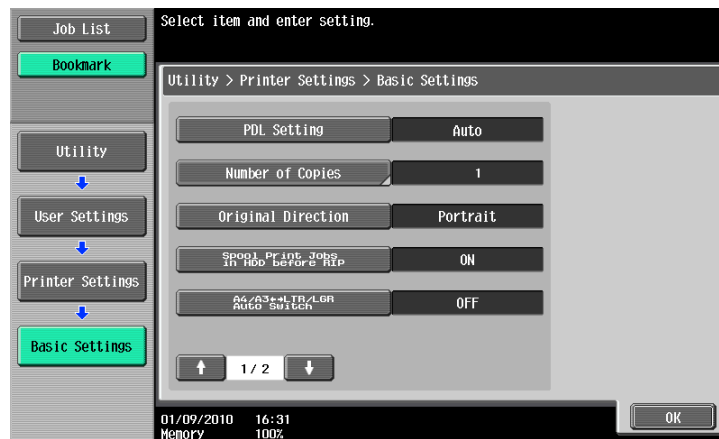 Job List
Bookmark
Utility
User Settings
Printer Settings
Basic Settings
Select item and enter setting.
Utility > Printer Settings > Basic Settings
PDL Setting
Auto
Number of Copies
1
Original Direction
Portrait
Spool Print Jobs
in HDD before RIP
ON
A4/A3↔LTR/LGR
Auto Switch
OFF
↑ 1/ 2 ↓
OK
01/09/2010 16:31
Memory 100%